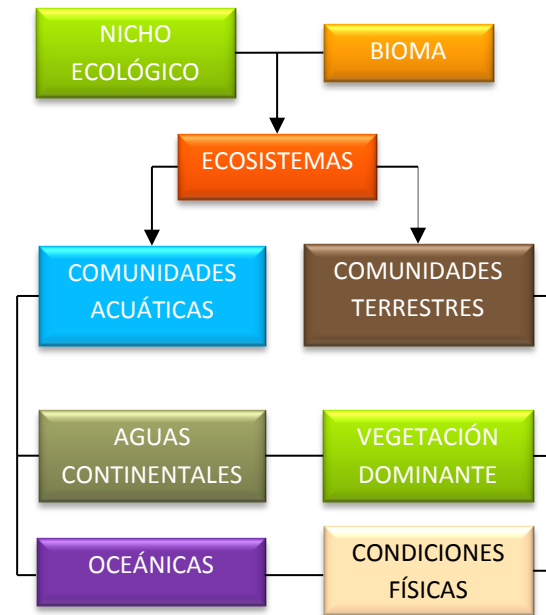 NICHO
ECOLÓGICO
BIOMA
ECOSISTEMAS
COMUNIDADES
ACUÁTICAS
COMUNIDADES
TERRESTRES
AGUAS
CONTINENTALES
VEGETACIÓN
DOMINANTE
OCEÁNICAS
CONDICIONES
FÍSICAS